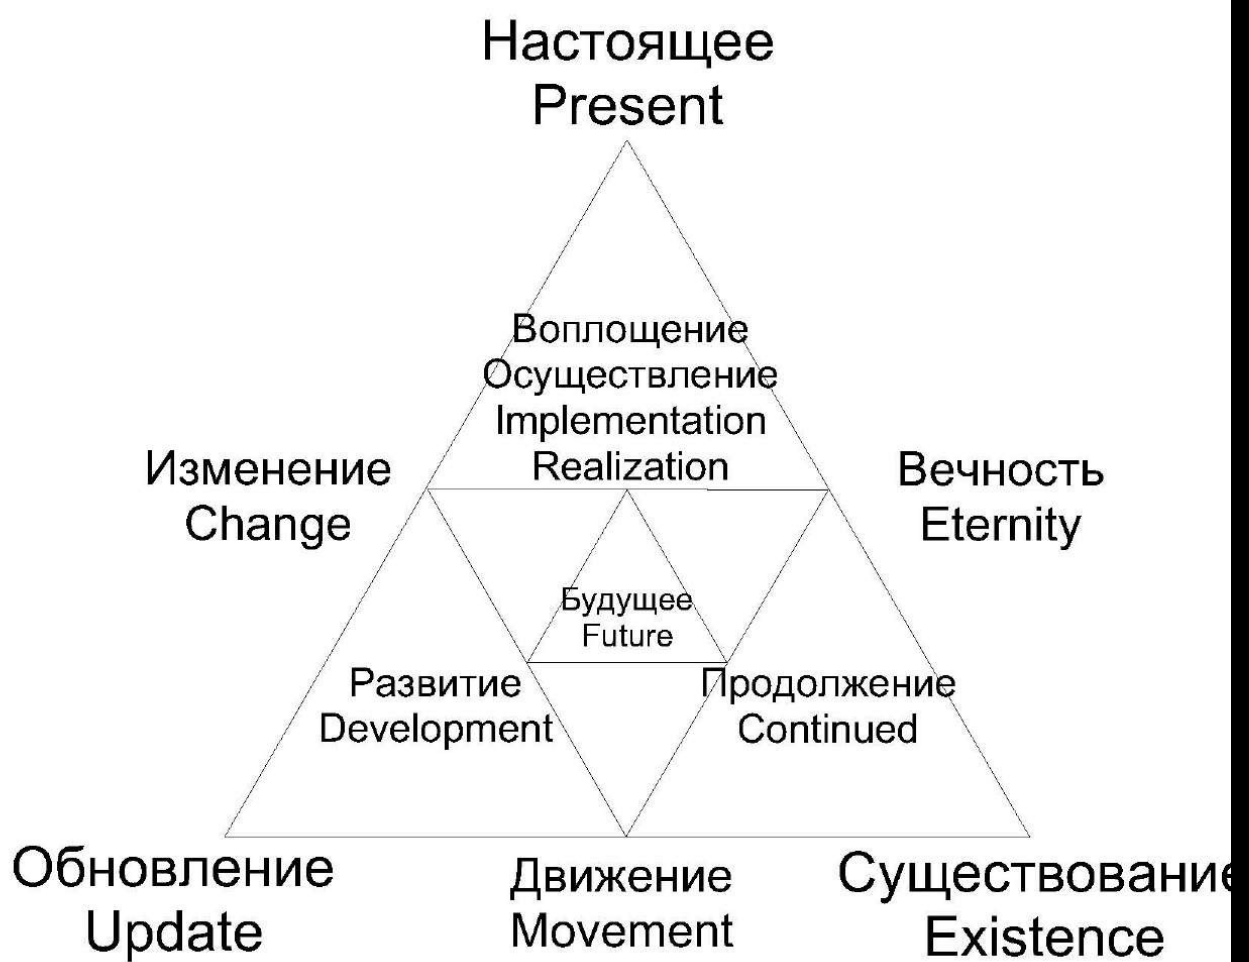 Настоящее
Present
Воплощение
Осуществление
Implementation
Realization
Изменение
Change
Вечность
Eternity
Будущее
Future
Развитие
Development
Продолжение
Continued
Обновление
Update
Движение
Movement
Существование
Existence